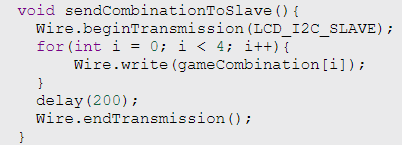 void sendCombinationToSlave(){
  Wire.beginTransmission(LCD_I2C_SLAVE);
  for(int i = 0; i < 4; i++){
      Wire.write(gameCombination[i]);
  }
  delay(200);
  Wire.endTransmission();
}